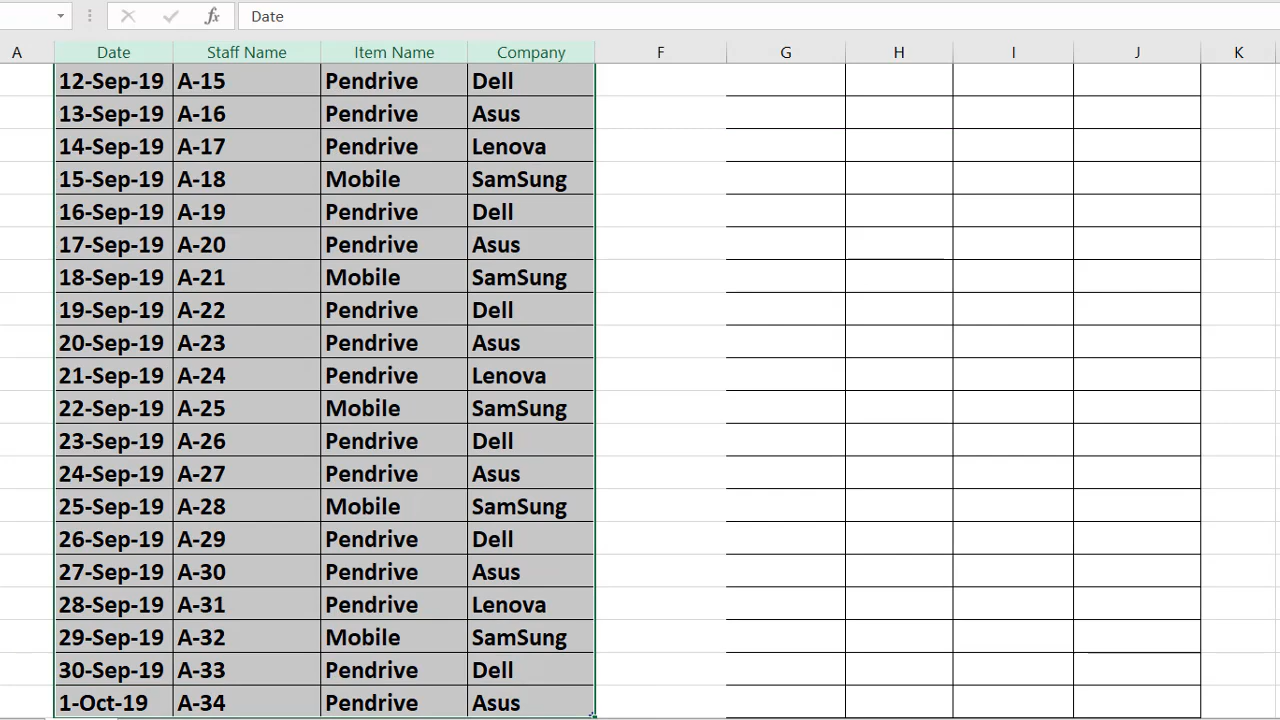 fx Date
A Date Staff Name Item Name Company F G H I J K
12-Sep-19 A-15 Pendrive Dell
13-Sep-19 A-16 Pendrive Asus
14-Sep-19 A-17 Pendrive Lenova
15-Sep-19 A-18 Mobile SamSung
16-Sep-19 A-19 Pendrive Dell
17-Sep-19 A-20 Pendrive Asus
18-Sep-19 A-21 Mobile SamSung
19-Sep-19 A-22 Pendrive Dell
20-Sep-19 A-23 Pendrive Asus
21-Sep-19 A-24 Pendrive Lenova
22-Sep-19 A-25 Mobile SamSung
23-Sep-19 A-26 Pendrive Dell
24-Sep-19 A-27 Pendrive Asus
25-Sep-19 A-28 Mobile SamSung
26-Sep-19 A-29 Pendrive Dell
27-Sep-19 A-30 Pendrive Asus
28-Sep-19 A-31 Pendrive Lenova
29-Sep-19 A-32 Mobile SamSung
30-Sep-19 A-33 Pendrive Dell
1-Oct-19 A-34 Pendrive Asus